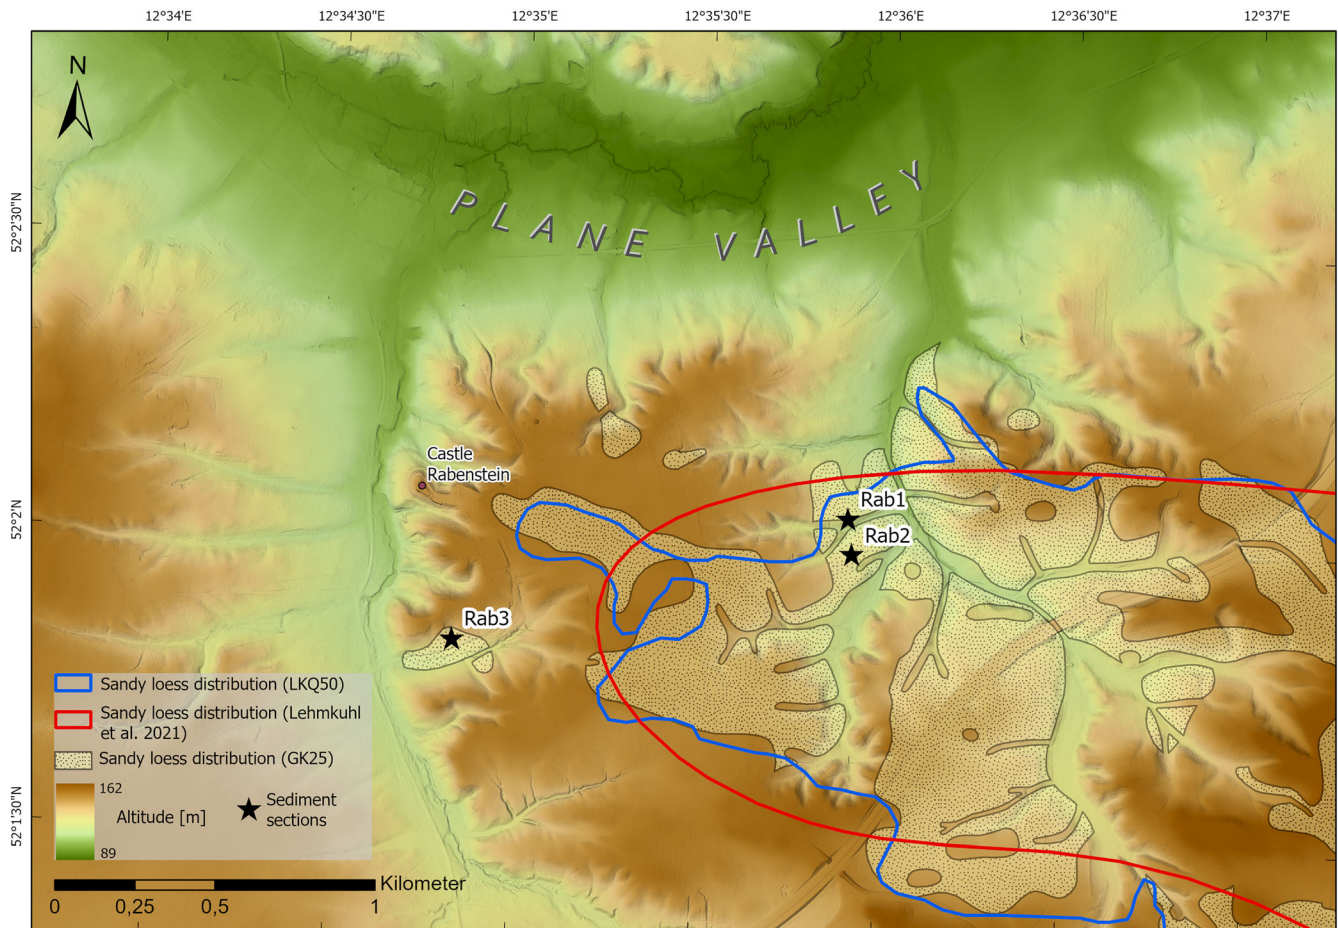 12°34'E 12°34'30"E 12°35'E 12°35'30"E 12°36'E 12°36'30"E 12°37'E
N
52°2'30"N
PLANE VALLEY
Castle
Rabenstein
52°2'N
Rab1
Rab2
Rab3
Sandy loess distribution (LKQ50)
Sandy loess distribution (Lehmkuhl
et al. 2021)
Sandy loess distribution (GK25)
162
Altitude [m]
89
Sediment
sections
52°1'30"N
Kilometer
0 0,25 0,5 1